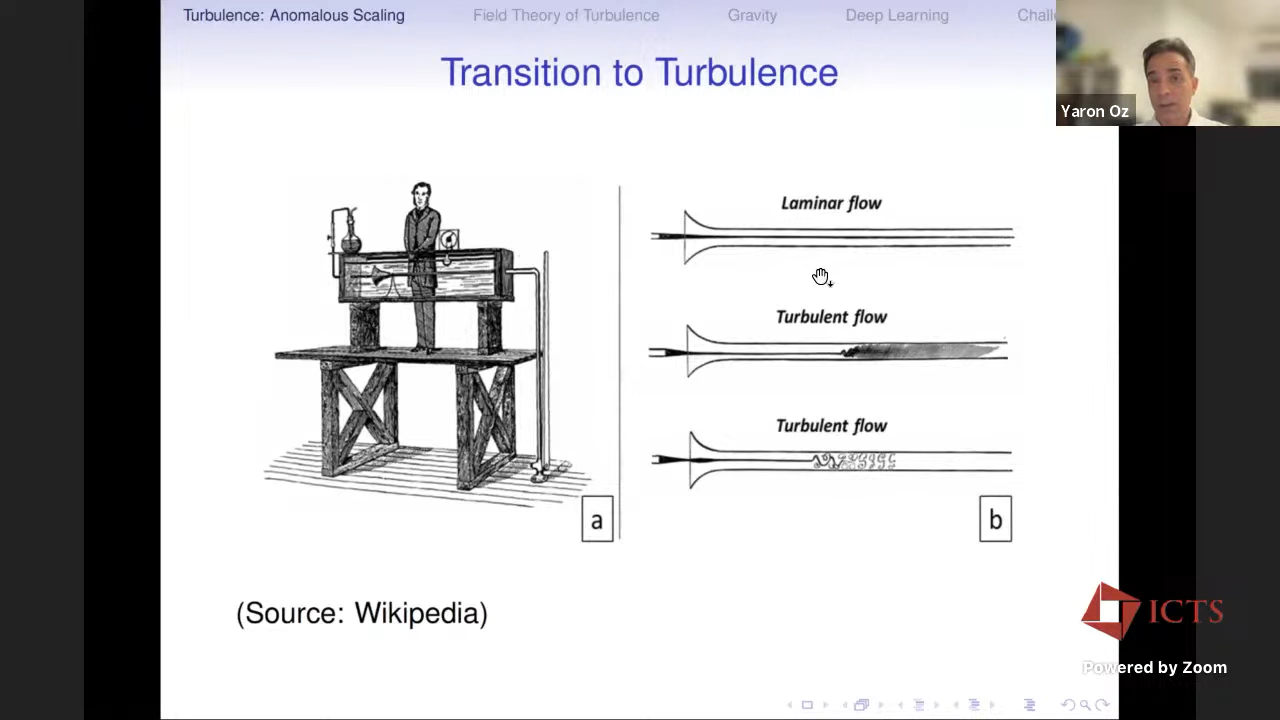 Turbulence: Anomalous Scaling
Field Theory of Turbulence
Gravity
Deep Learning
Transition to Turbulence
Yaron Oz
Laminar flow
Turbulent flow
Turbulent flow
a
b
(Source: Wikipedia)
ICTS
Powered by Zoom